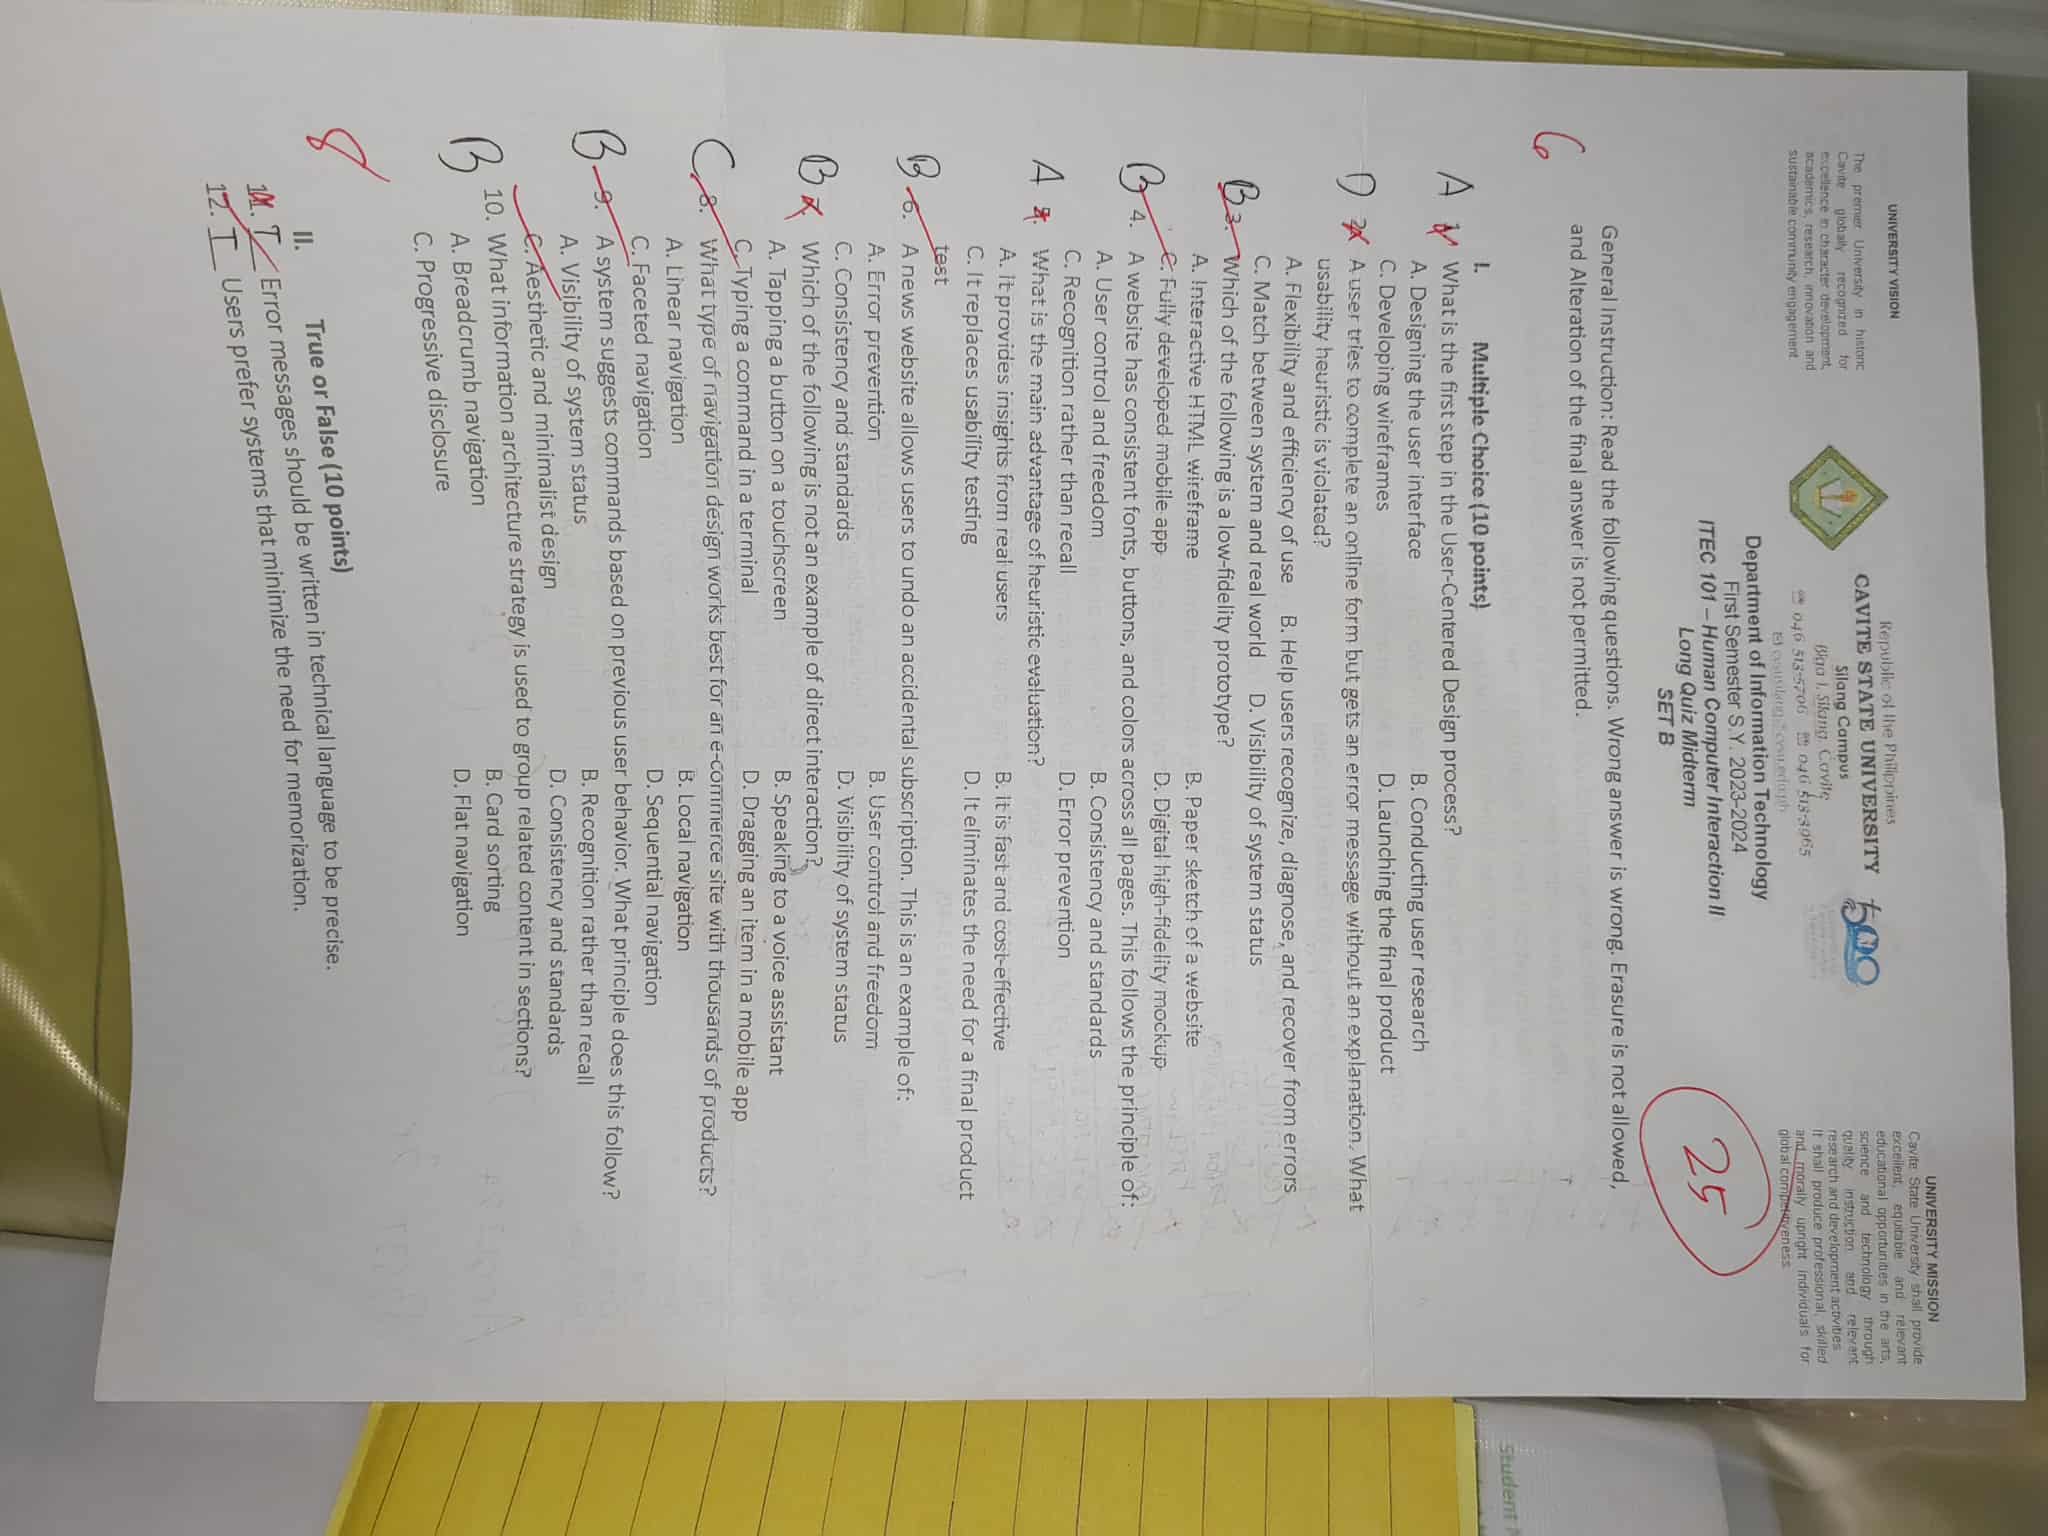 UNIVERSITY VISION
The premier University in historic
Cavite globally recognized for
excellence in character development,
academics, research, innovation and
sustainable community engagement.
Republic of the Philippines
CAVITE STATE UNIVERSITY
Silang Campus
Biga I, Silang, Cavite
046 513-5706 046 513-3965
cvsusilang@cvsu.edu.ph
Department of Information Technology
First Semester S.Y. 2023-2024
ITEC 101 – Human Computer Interaction II
Long Quiz Midterm
SET B
500
UNIVERSITY MISSION
Cavite State University shall provide
excellent, equitable and relevant
educational opportunities in the arts,
science and technology through
quality instruction and relevant
research and development activities
It shall produce professional, skilled
and morally upright individuals for
global competitiveness.
25
Student
General Instruction: Read the following questions. Wrong answer is wrong. Erasure is not allowed,
and Alteration of the final answer is not permitted.
6
I. Multiple Choice (10 points)
A 1. What is the first step in the User-Centered Design process?
A. Designing the user interface B. Conducting user research
C. Developing wireframes D. Launching the final product
D 2. A user tries to complete an online form but gets an error message without an explanation. What
usability heuristic is violated?
A. Flexibility and efficiency of use B. Help users recognize, diagnose, and recover from errors
C. Match between system and real world D. Visibility of system status
B 3. Which of the following is a low-fidelity prototype?
A. Interactive HTML wireframe B. Paper sketch of a website
C. Fully developed mobile app D. Digital high-fidelity mockup
B 4. A website has consistent fonts, buttons, and colors across all pages. This follows the principle of:
A. User control and freedom B. Consistency and standards
C. Recognition rather than recall D. Error prevention
A 5. What is the main advantage of heuristic evaluation?
A. It provides insights from real users B. It is fast and cost-effective
C. It replaces usability testing D. It eliminates the need for a final product
test
B 6. A news website allows users to undo an accidental subscription. This is an example of:
A. Error prevention B. User control and freedom
C. Consistency and standards D. Visibility of system status
B 7. Which of the following is not an example of direct interaction?
A. Tapping a button on a touchscreen B. Speaking to a voice assistant
C. Typing a command in a terminal D. Dragging an item in a mobile app
C 8. What type of navigation design works best for an e-commerce site with thousands of products?
A. Linear navigation B. Local navigation
C. Faceted navigation D. Sequential navigation
B 9. A system suggests commands based on previous user behavior. What principle does this follow?
A. Visibility of system status B. Recognition rather than recall
C. Aesthetic and minimalist design D. Consistency and standards
B 10. What information architecture strategy is used to group related content in sections?
A. Breadcrumb navigation B. Card sorting
C. Progressive disclosure D. Flat navigation
8
II. True or False (10 points)
11. T Error messages should be written in technical language to be precise.
12. T Users prefer systems that minimize the need for memorization.